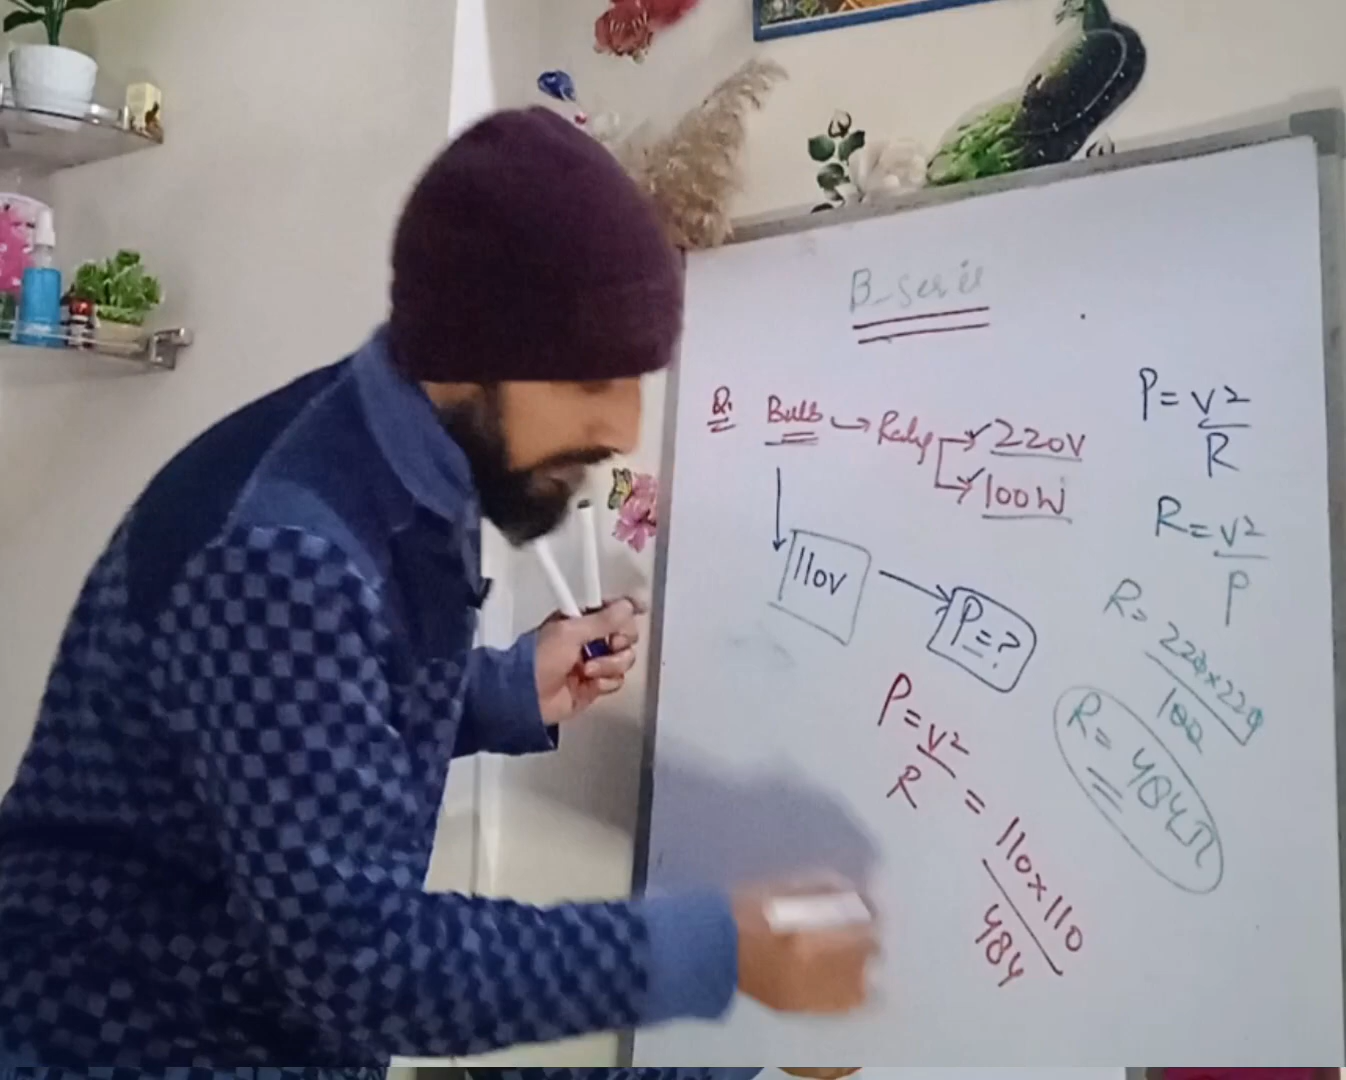 B-Series
Q. Bulb → Rating → 220V
→ 100W
110V → P=?
P = V2
R
R = V2
P
R = 220×220
100
R = 484Ω
P = V2
R
= 110×110
484